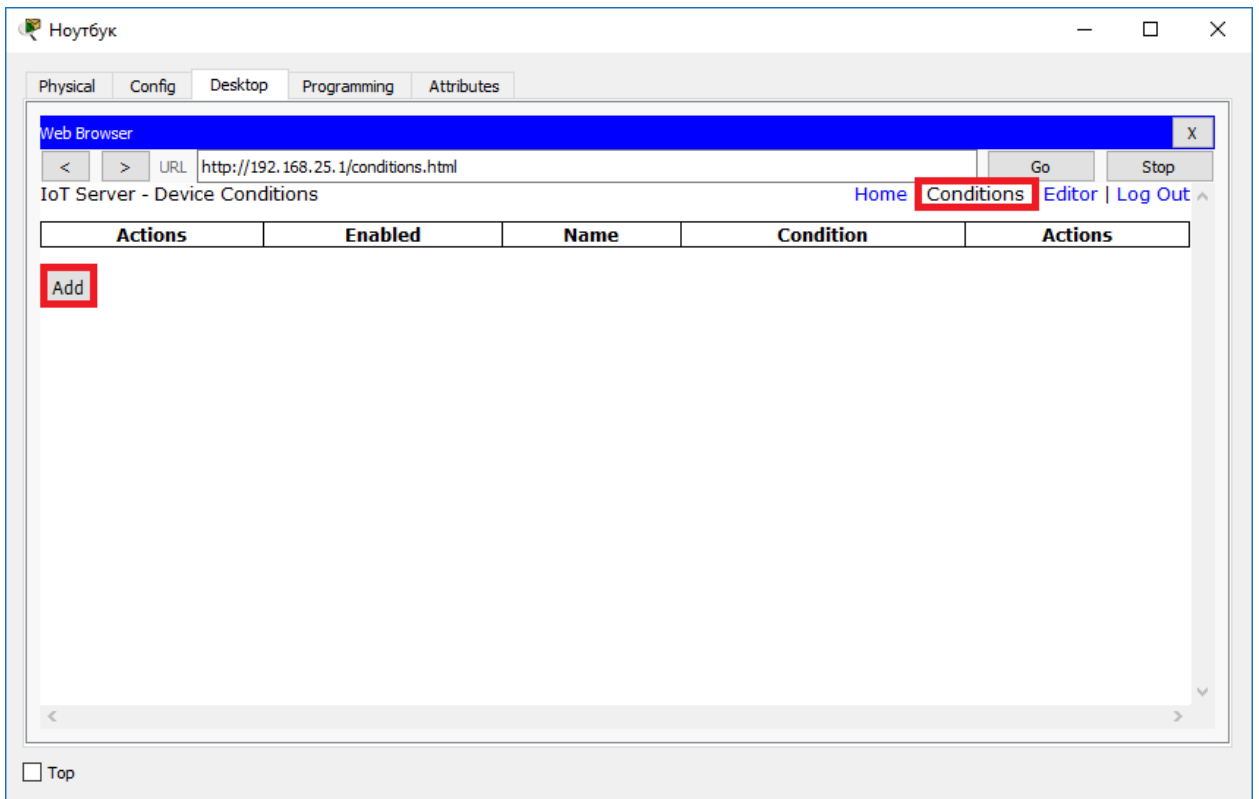 Ноутбук
Physical Config Desktop Programming Attributes
Web Browser X
< > URL http://192.168.25.1/conditions.html Go Stop
IoT Server - Device Conditions Home Conditions Editor | Log Out
Actions Enabled Name Condition Actions
Add
Top